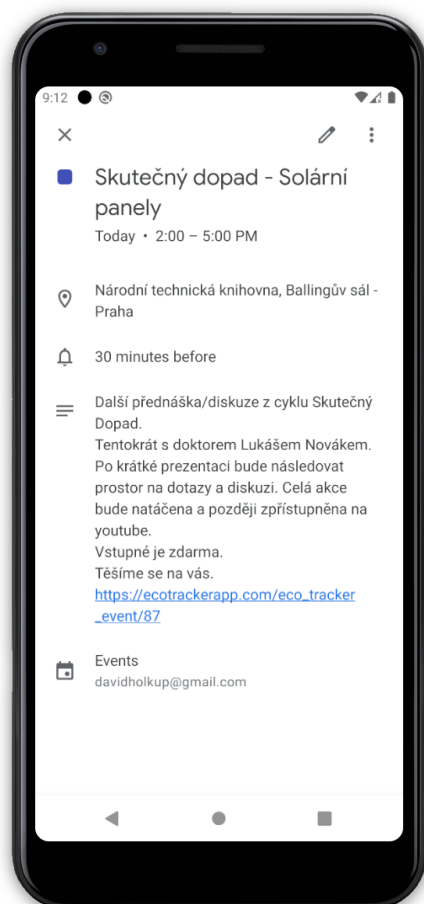 9:12
Skutečný dopad - Solární
panely
Today • 2:00 – 5:00 PM
Národní technická knihovna, Ballingův sál -
Praha
30 minutes before
Další přednáška/diskuze z cyklu Skutečný
Dopad.
Tentokrát s doktorem Lukášem Novákem.
Po krátké prezentaci bude následovat
prostor na dotazy a diskuzi. Celá akce
bude natáčena a později zpřístupněna na
youtube.
Vstupné je zdarma.
Těšíme se na vás.
https://ecotrackerapp.com/eco_tracker
_event/87
Events
davidholkup@gmail.com